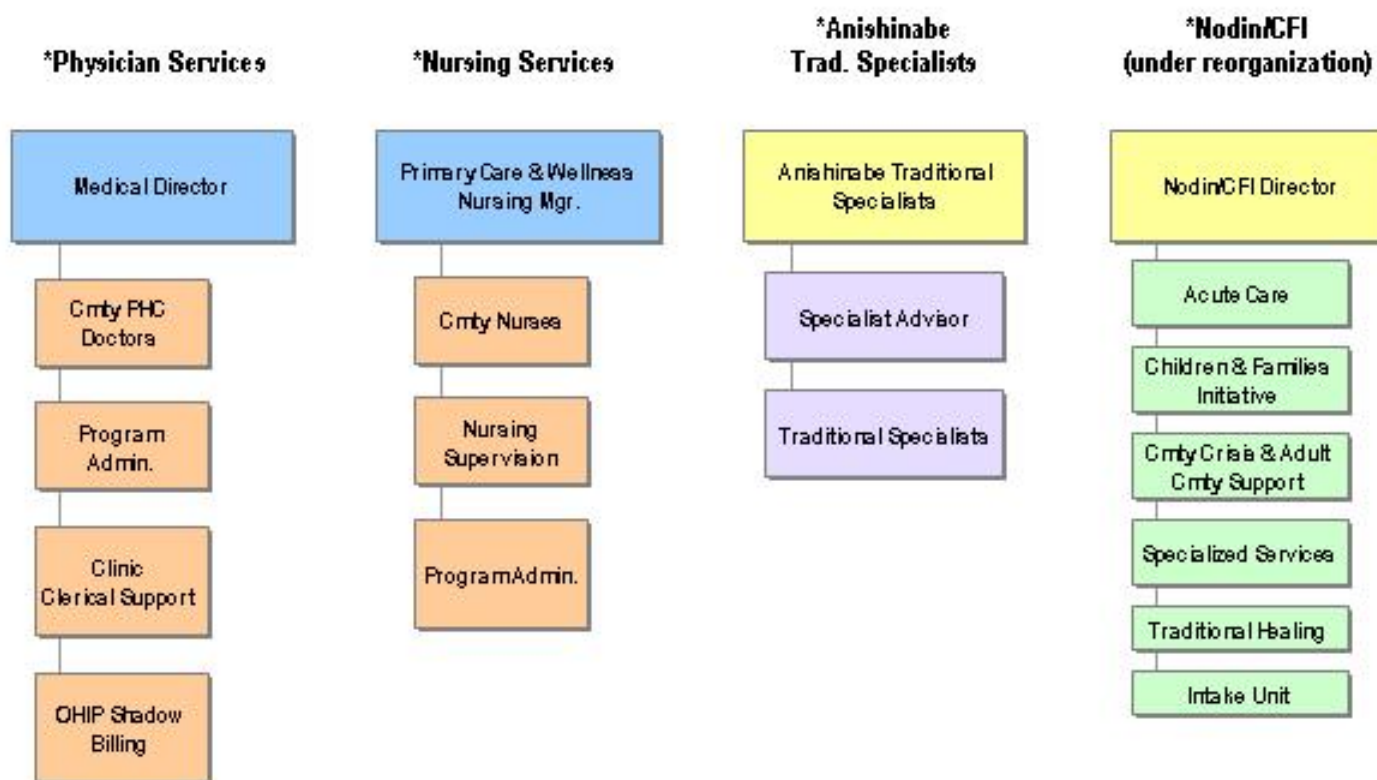 *Physician Services
Medical Director
Cmty PHC
Doctors
Program
Admin.
Clinic
Clerical Support
OHIP Shadow
Billing
*Nursing Services
Primary Care & Wellness
Nursing Mgr.
Cmty Nurses
Nursing
Supervision
Program Admin.
*Anishinabe
Trad. Specialists
Anishinabe Traditional
Specialists
Specialist Advisor
Traditional Specialists
*Nodin/CFI
(under reorganization)
Nodin/CFI Director
Acute Care
Children & Families
Initiative
Cmty Crisis & Adult
Cmty Support
Specialized Services
Traditional Healing
Intake Unit